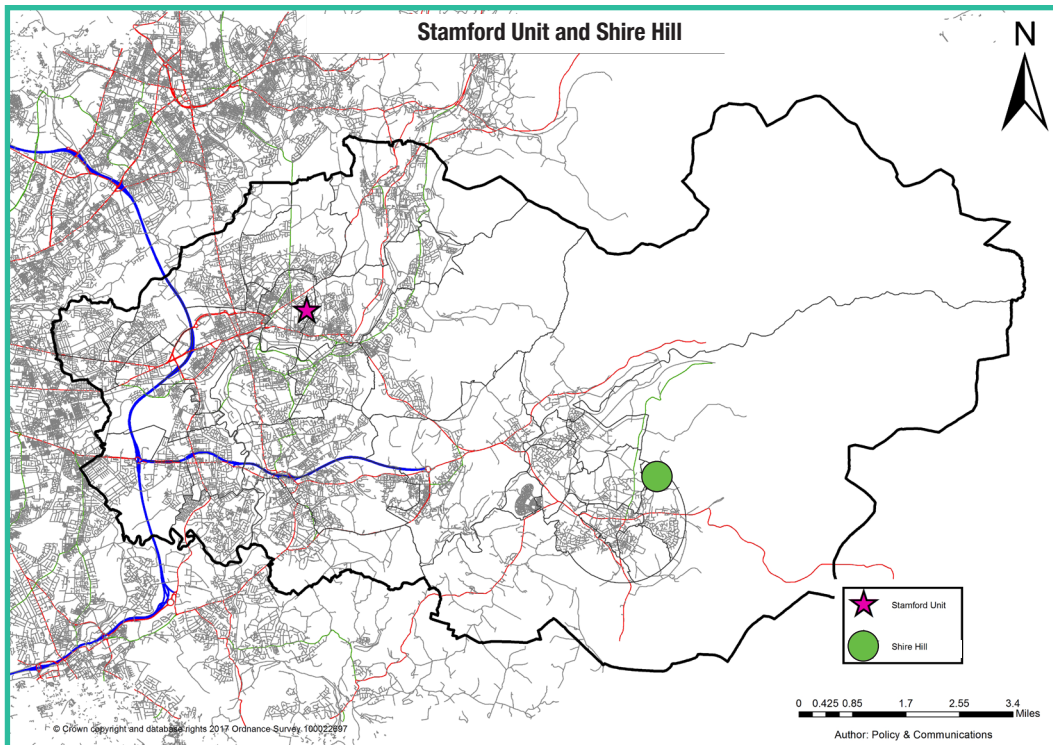 Stamford Unit and Shire Hill
N
Stamford Unit
Shire Hill
0 0.425 0.85 1.7 2.55 3.4
Miles
© Crown copyright and database rights 2017 Ordnance Survey 100022697
Author: Policy & Communications